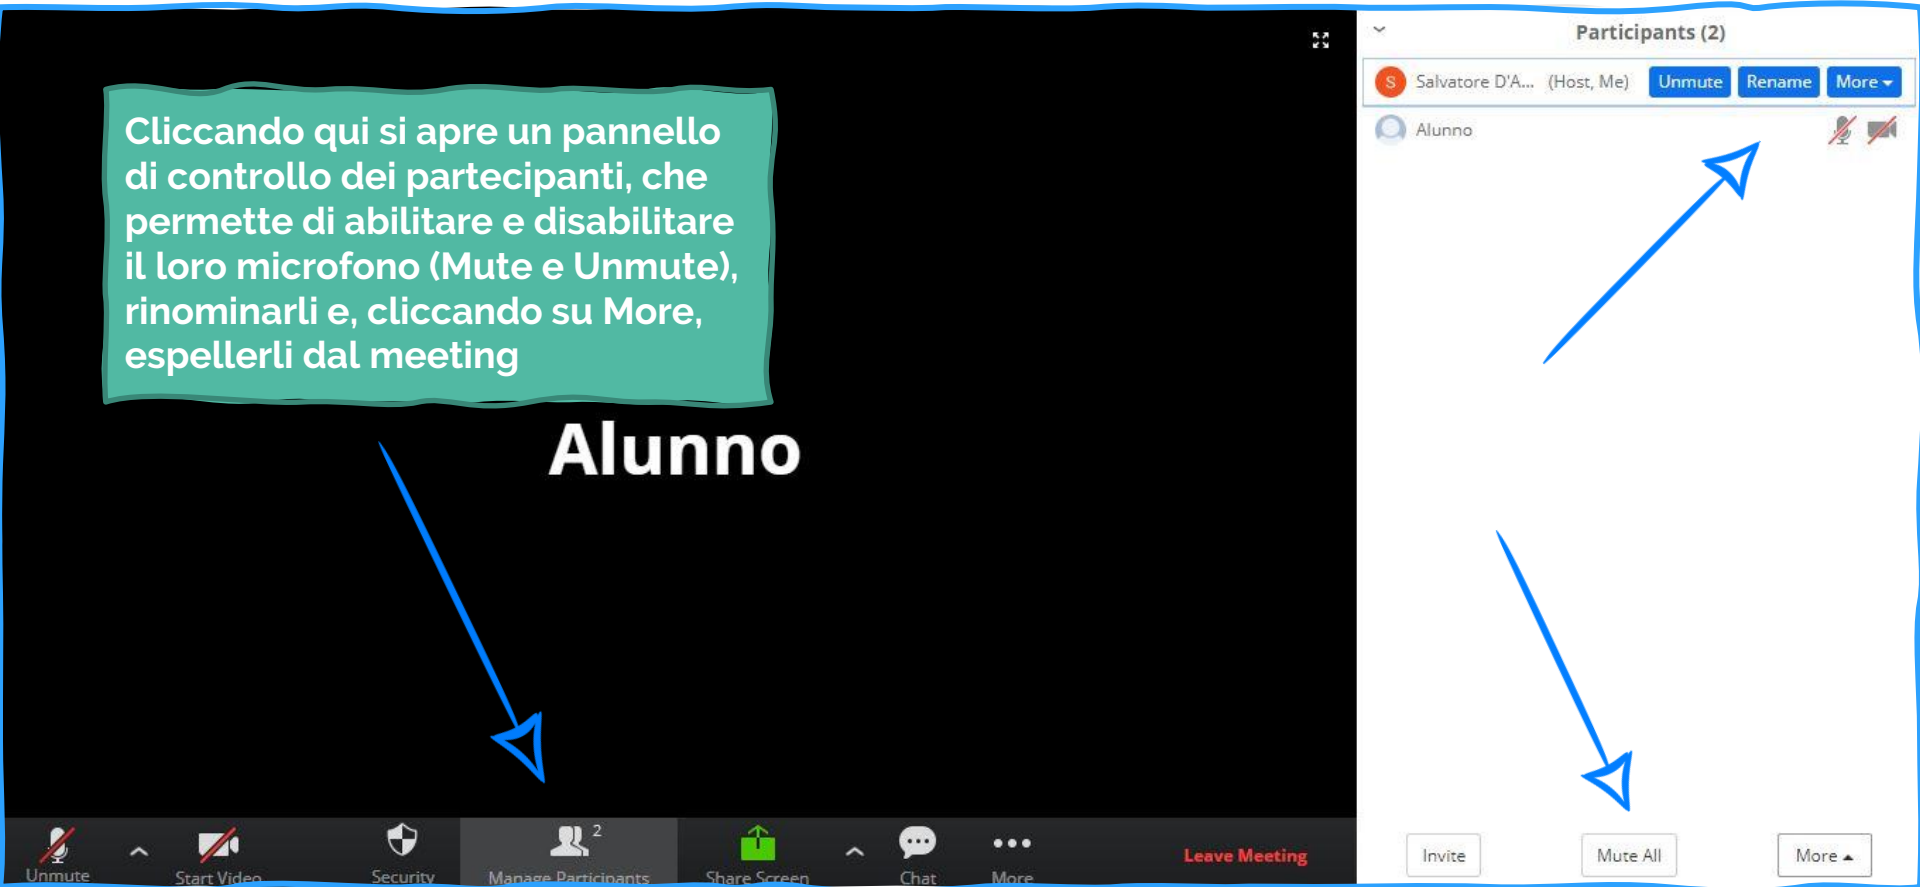 Participants (2)
S Salvatore D'A... (Host, Me) Unmute Rename More
Alunno
Cliccando qui si apre un pannello
di controllo dei partecipanti, che
permette di abilitare e disabilitare
il loro microfono (Mute e Unmute),
rinominarli e, cliccando su More,
espellerli dal meeting
Alunno
2
Unmute Start Video Security Manage Participants Share Screen Chat More Leave Meeting
Invite Mute All More